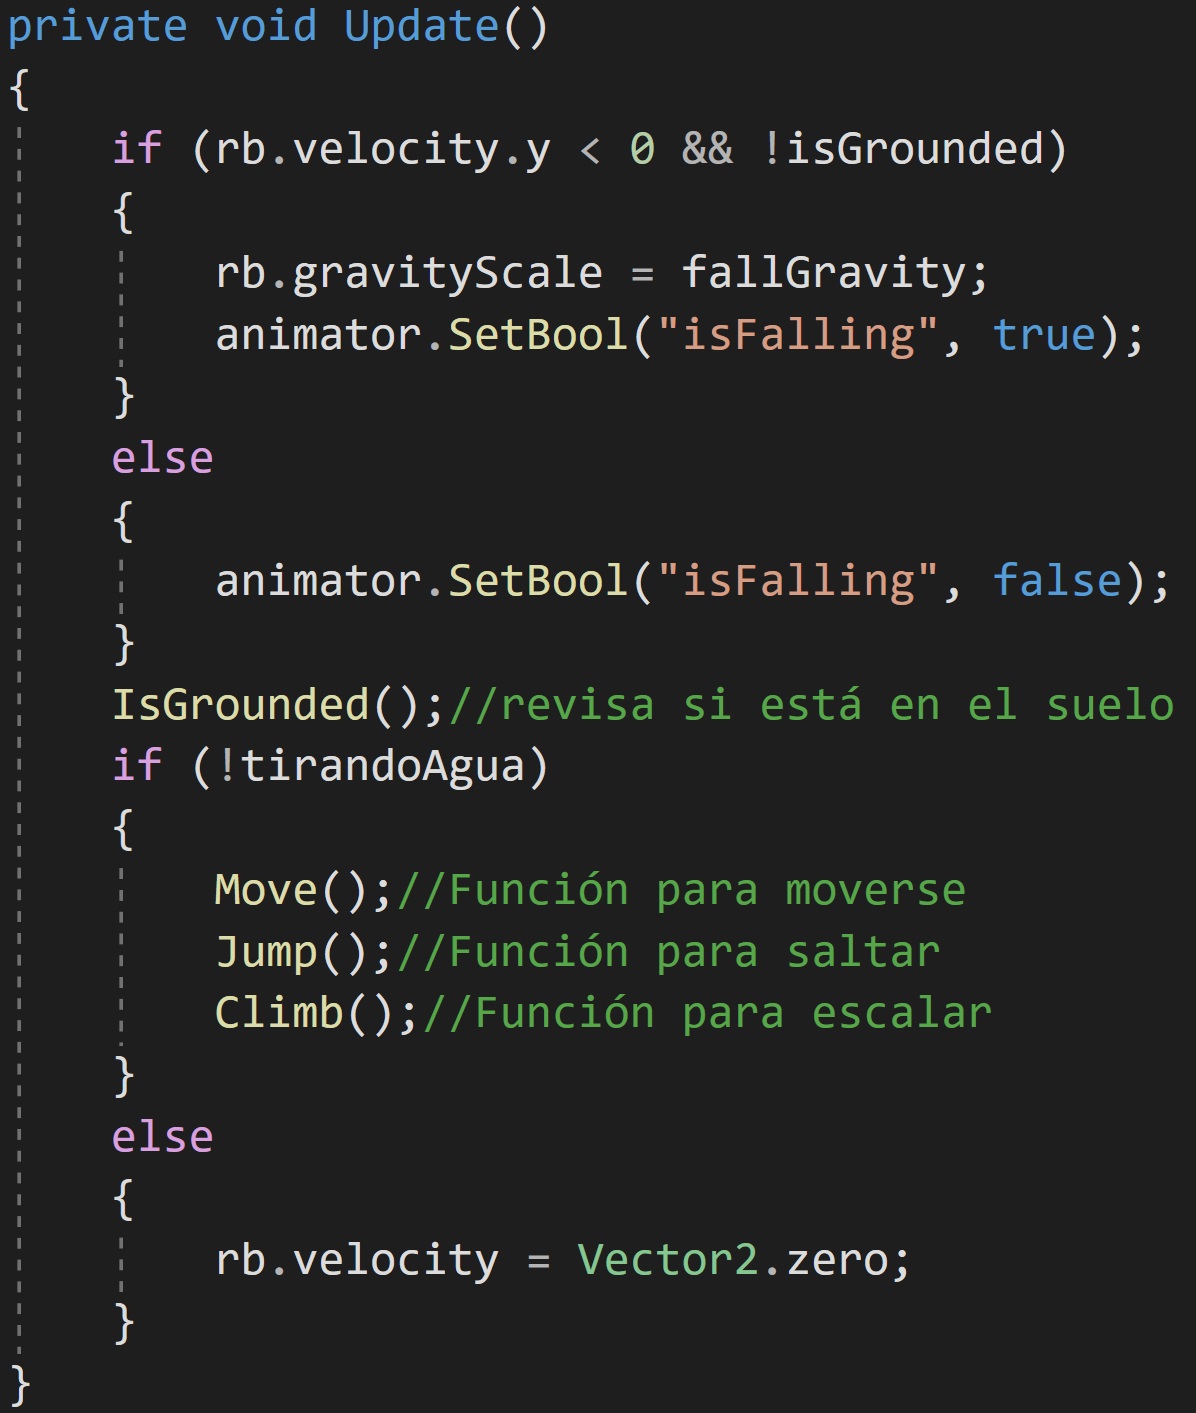 private void Update()
{
    if (rb.velocity.y < 0 && !isGrounded)
    {
        rb.gravityScale = fallGravity;
        animator.SetBool("isFalling", true);
    }
    else
    {
        animator.SetBool("isFalling", false);
    }
    IsGrounded();//revisa si está en el suelo
    if (!tirandoAgua)
    {
        Move();//Función para moverse
        Jump();//Función para saltar
        Climb();//Función para escalar
    }
    else
    {
        rb.velocity = Vector2.zero;
    }
}